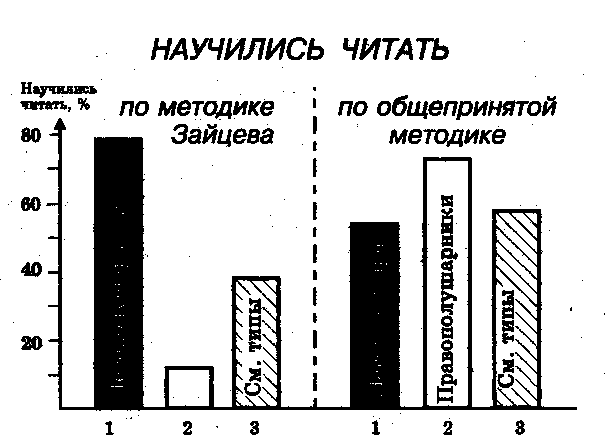 НАУЧИЛИСЬ ЧИТАТЬ
Научились
читать, %
по методике
Зайцева
по общепринятой
методике
80
60
40
20
См. типы
Правополушарники
См. типы
1 2 3 1 2 3